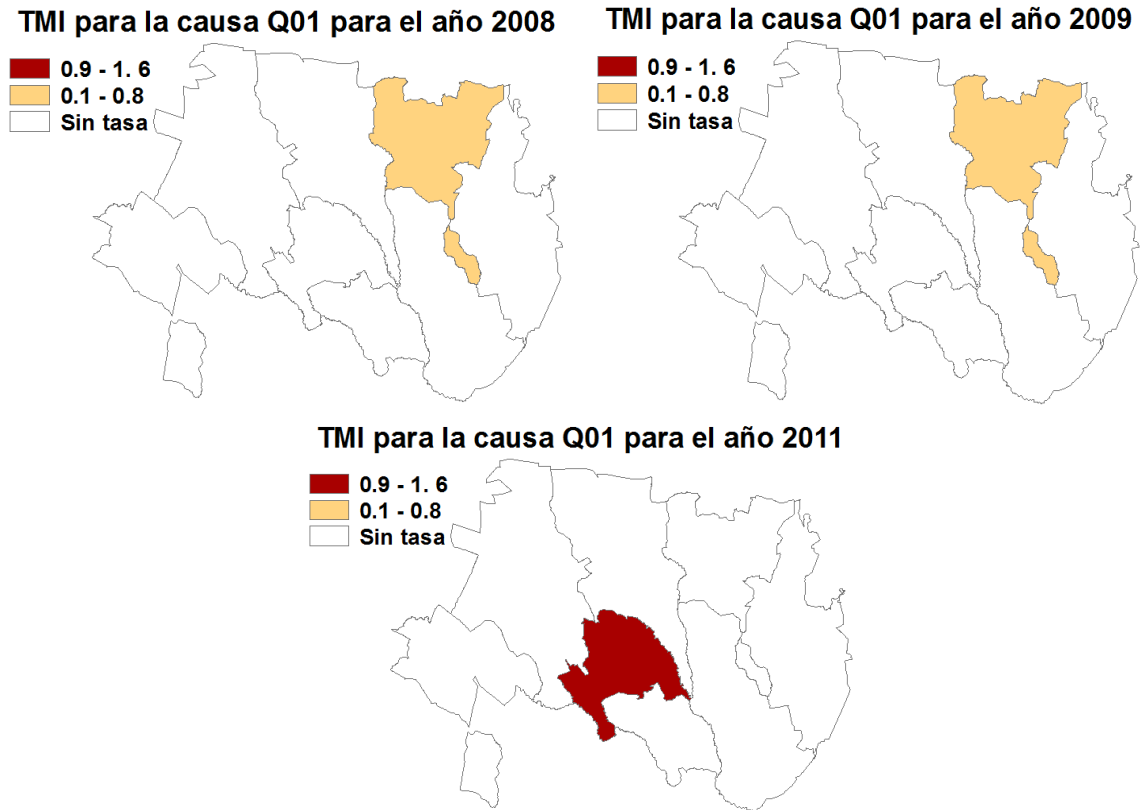 TMI para la causa Q01 para el año 2008
0.9 - 1. 6
0.1 - 0.8
Sin tasa
TMI para la causa Q01 para el año 2009
0.9 - 1. 6
0.1 - 0.8
Sin tasa
TMI para la causa Q01 para el año 2011
0.9 - 1. 6
0.1 - 0.8
Sin tasa